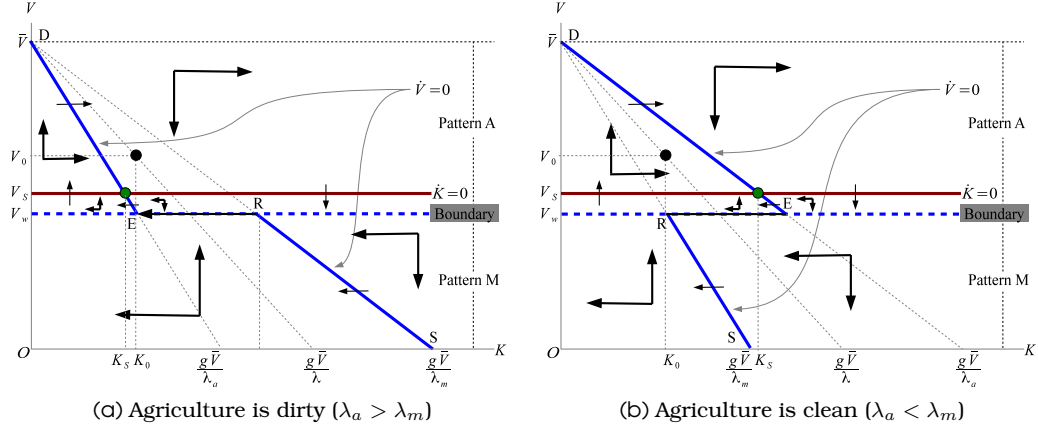 V
V̄
D
V̇=0
Pattern A
V₀
V_S
K̇=0
V_w
R
Boundary
E
Pattern M
S
O
K_S K₀
gV̄/λ_a
gV̄/λ
gV̄/λ_m
K
(a) Agriculture is dirty (λ_a > λ_m)
V
V̄
D
V̇=0
Pattern A
V₀
V_S
K̇=0
E
V_w
Boundary
R
Pattern M
S
O
K₀
gV̄/λ_m
K_S
gV̄/λ
gV̄/λ_a
K
(b) Agriculture is clean (λ_a < λ_m)